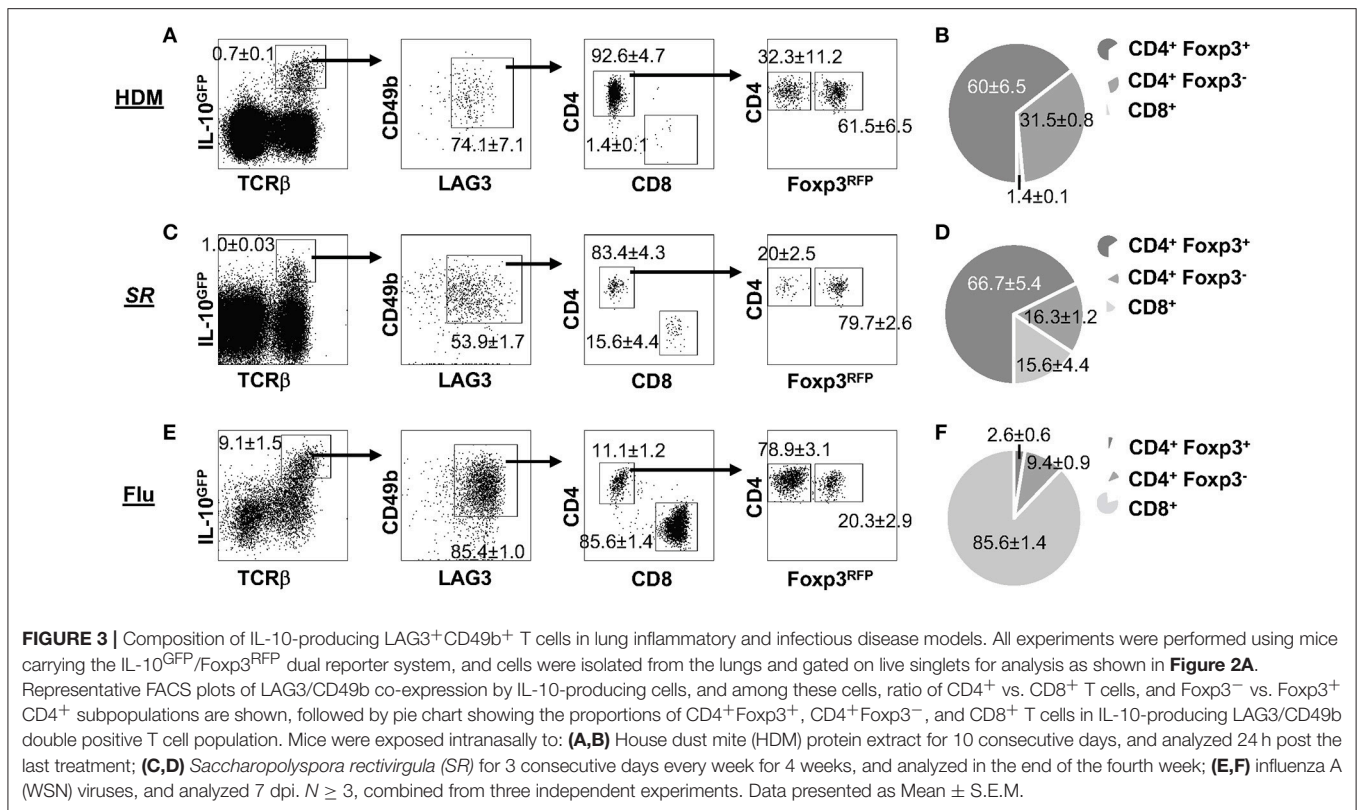 A
HDM
0.7±0.1
IL-10GFP
TCRβ
CD49b
74.1±7.1
LAG3
92.6±4.7
CD4
1.4±0.1
CD8
32.3±11.2
CD4
61.5±6.5
Foxp3RFP
B
60±6.5
31.5±0.8
1.4±0.1
CD4+ Foxp3+
CD4+ Foxp3-
CD8+
C
SR
1.0±0.03
IL-10GFP
TCRβ
CD49b
53.9±1.7
LAG3
83.4±4.3
CD4
15.6±4.4
CD8
20±2.5
CD4
79.7±2.6
Foxp3RFP
D
66.7±5.4
16.3±1.2
15.6±4.4
CD4+ Foxp3+
CD4+ Foxp3-
CD8+
E
Flu
9.1±1.5
IL-10GFP
TCRβ
CD49b
85.4±1.0
LAG3
11.1±1.2
CD4
85.6±1.4
CD8
78.9±3.1
CD4
20.3±2.9
Foxp3RFP
F
2.6±0.6
9.4±0.9
85.6±1.4
CD4+ Foxp3+
CD4+ Foxp3-
CD8+
FIGURE 3 | Composition of IL-10-producing LAG3+CD49b+ T cells in lung inflammatory and infectious disease models. All experiments were performed using mice
carrying the IL-10GFP/Foxp3RFP dual reporter system, and cells were isolated from the lungs and gated on live singlets for analysis as shown in Figure 2A.
Representative FACS plots of LAG3/CD49b co-expression by IL-10-producing cells, and among these cells, ratio of CD4+ vs. CD8+ T cells, and Foxp3− vs. Foxp3+
CD4+ subpopulations are shown, followed by pie chart showing the proportions of CD4+Foxp3+, CD4+Foxp3−, and CD8+ T cells in IL-10-producing LAG3/CD49b
double positive T cell population. Mice were exposed intranasally to: (A,B) House dust mite (HDM) protein extract for 10 consecutive days, and analyzed 24 h post the
last treatment; (C,D) Saccharopolyspora rectivirgula (SR) for 3 consecutive days every week for 4 weeks, and analyzed in the end of the fourth week; (E,F) influenza A
(WSN) viruses, and analyzed 7 dpi. N ≥ 3, combined from three independent experiments. Data presented as Mean ± S.E.M.